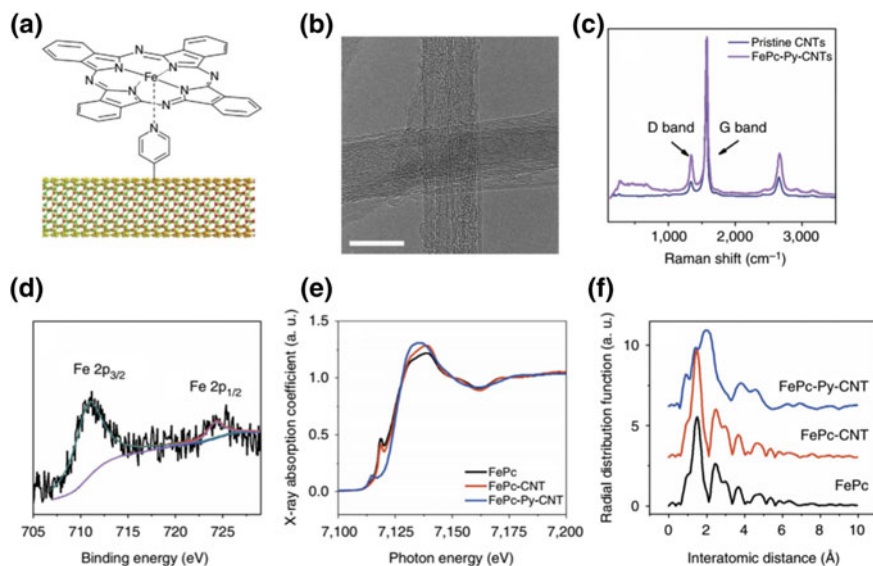 (a)
N
N
N
N
Fe
N
N
N
N
N
(b)
(c)
Pristine CNTs
FePc-Py-CNTs
D band
G band
1,000
2,000
3,000
Raman shift (cm⁻¹)
(d)
Fe 2p₃/₂
Fe 2p₁/₂
705
710
715
720
725
Binding energy (eV)
(e)
X-ray absorption coefficient (a. u.)
1.5
1.0
0.5
0.0
FePc
FePc-CNT
FePc-Py-CNT
7,100
7,125
7,150
7,175
7,200
Photon energy (eV)
(f)
Radial distribution function (a. u.)
10
5
0
FePc-Py-CNT
FePc-CNT
FePc
0
2
4
6
8
10
Interatomic distance (Å)